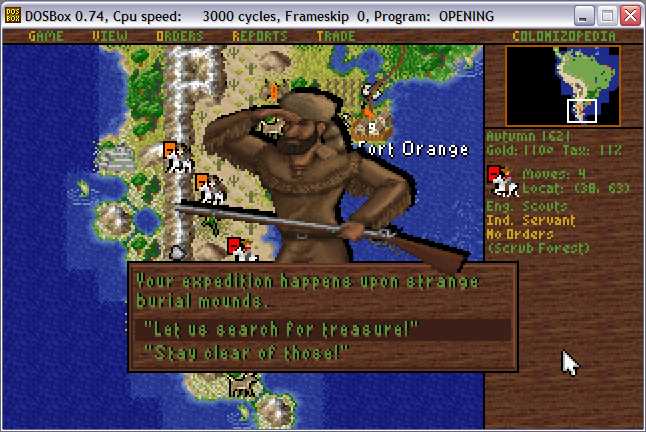 DOSBox 0.74, Cpu speed: 3000 cycles, Frameskip 0, Program: OPENING
GAME VIEW ORDERS REPORTS TRADE COLONIZOPEDIA
Autumn 1621
Gold: 1100 Tax: 11%
Moves: 4
Locat: (38, 63)
Eng. Scouts
Ind. Servant
No Orders
(Scrub Forest)
9
Fort Orange
Your expedition happens upon strange
burial mounds.
"Let us search for treasure!"
"Stay clear of those!"